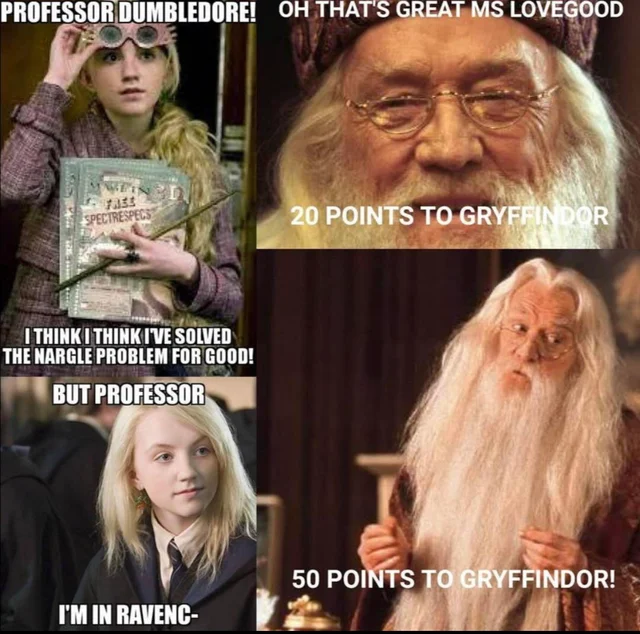 PROFESSOR DUMBLEDORE!
FREE
SPECTRESPECS
I THINK I THINK I'VE SOLVED
THE NARGLE PROBLEM FOR GOOD!
OH THAT'S GREAT MS LOVEGOOD
20 POINTS TO GRYFFINDOR
BUT PROFESSOR
I'M IN RAVENC-
50 POINTS TO GRYFFINDOR!